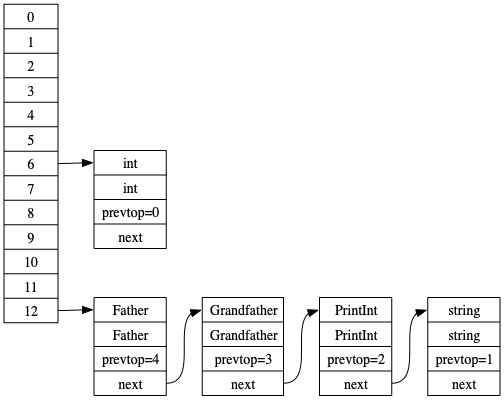 0
1
2
3
4
5
6
7
8
9
10
11
12
int
int
prevtop=0
next
Father
Father
prevtop=4
next
Grandfather
Grandfather
prevtop=3
next
PrintInt
PrintInt
prevtop=2
next
string
string
prevtop=1
next